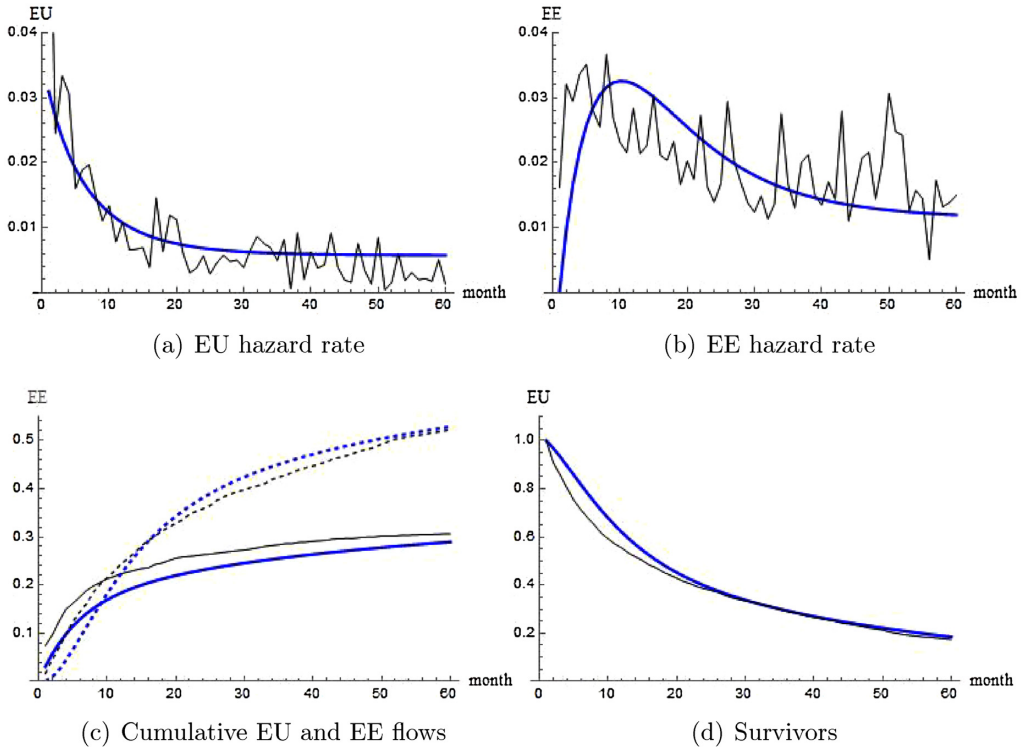 EU
0.04
0.03
0.02
0.01
0 10 20 30 40 50 60 month
(a) EU hazard rate
EE
0.04
0.03
0.02
0.01
0 10 20 30 40 50 60 month
(b) EE hazard rate
EE
0.5
0.4
0.3
0.2
0.1
0 10 20 30 40 50 60 month
(c) Cumulative EU and EE flows
EU
1.0
0.8
0.6
0.4
0.2
0 10 20 30 40 50 60 month
(d) Survivors